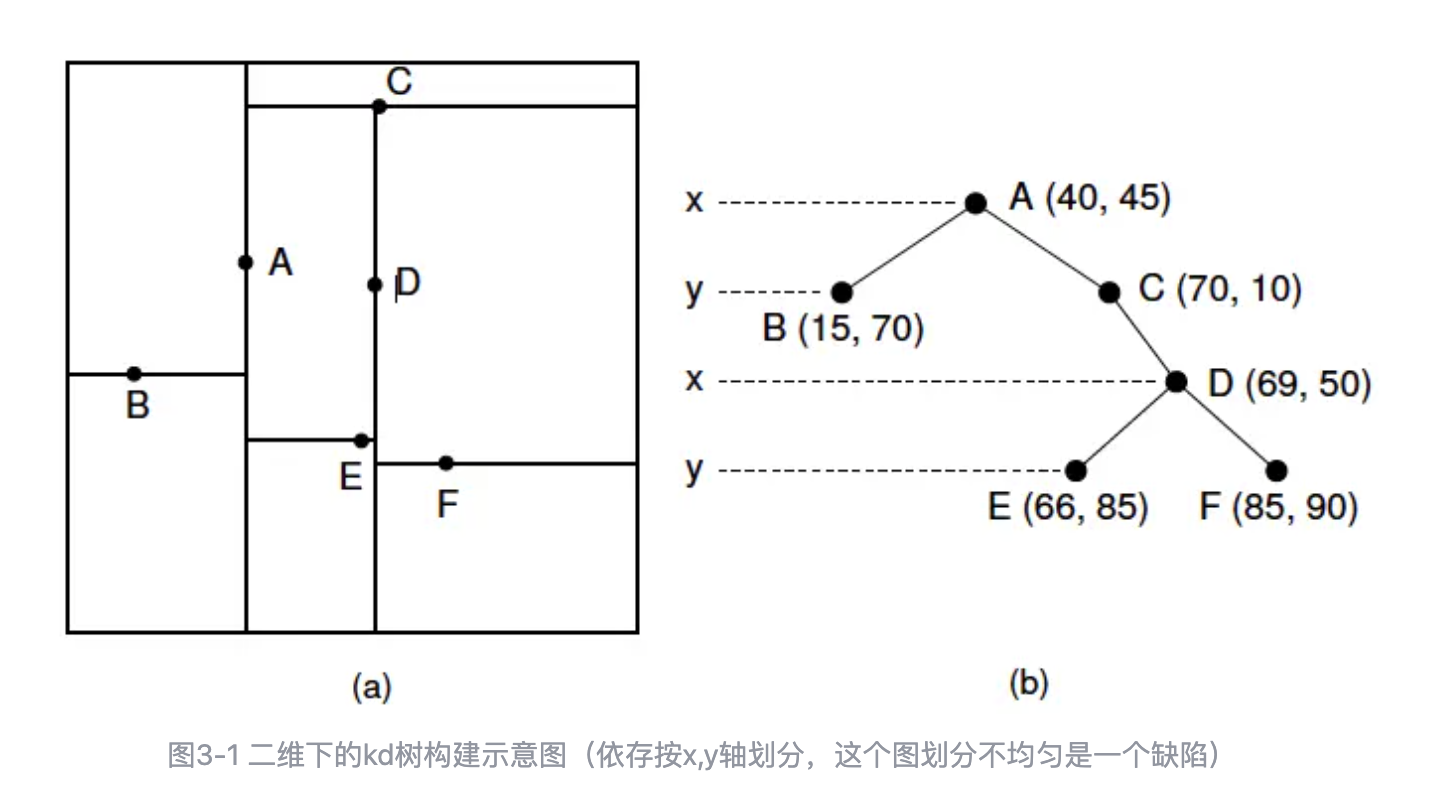 C
A
D
B
E
F
(a)
x
A (40, 45)
y
C (70, 10)
B (15, 70)
x
D (69, 50)
y
E (66, 85)
F (85, 90)
(b)
图3-1 二维下的kd树构建示意图（依存按x,y轴划分，这个图划分不均匀是一个缺陷）